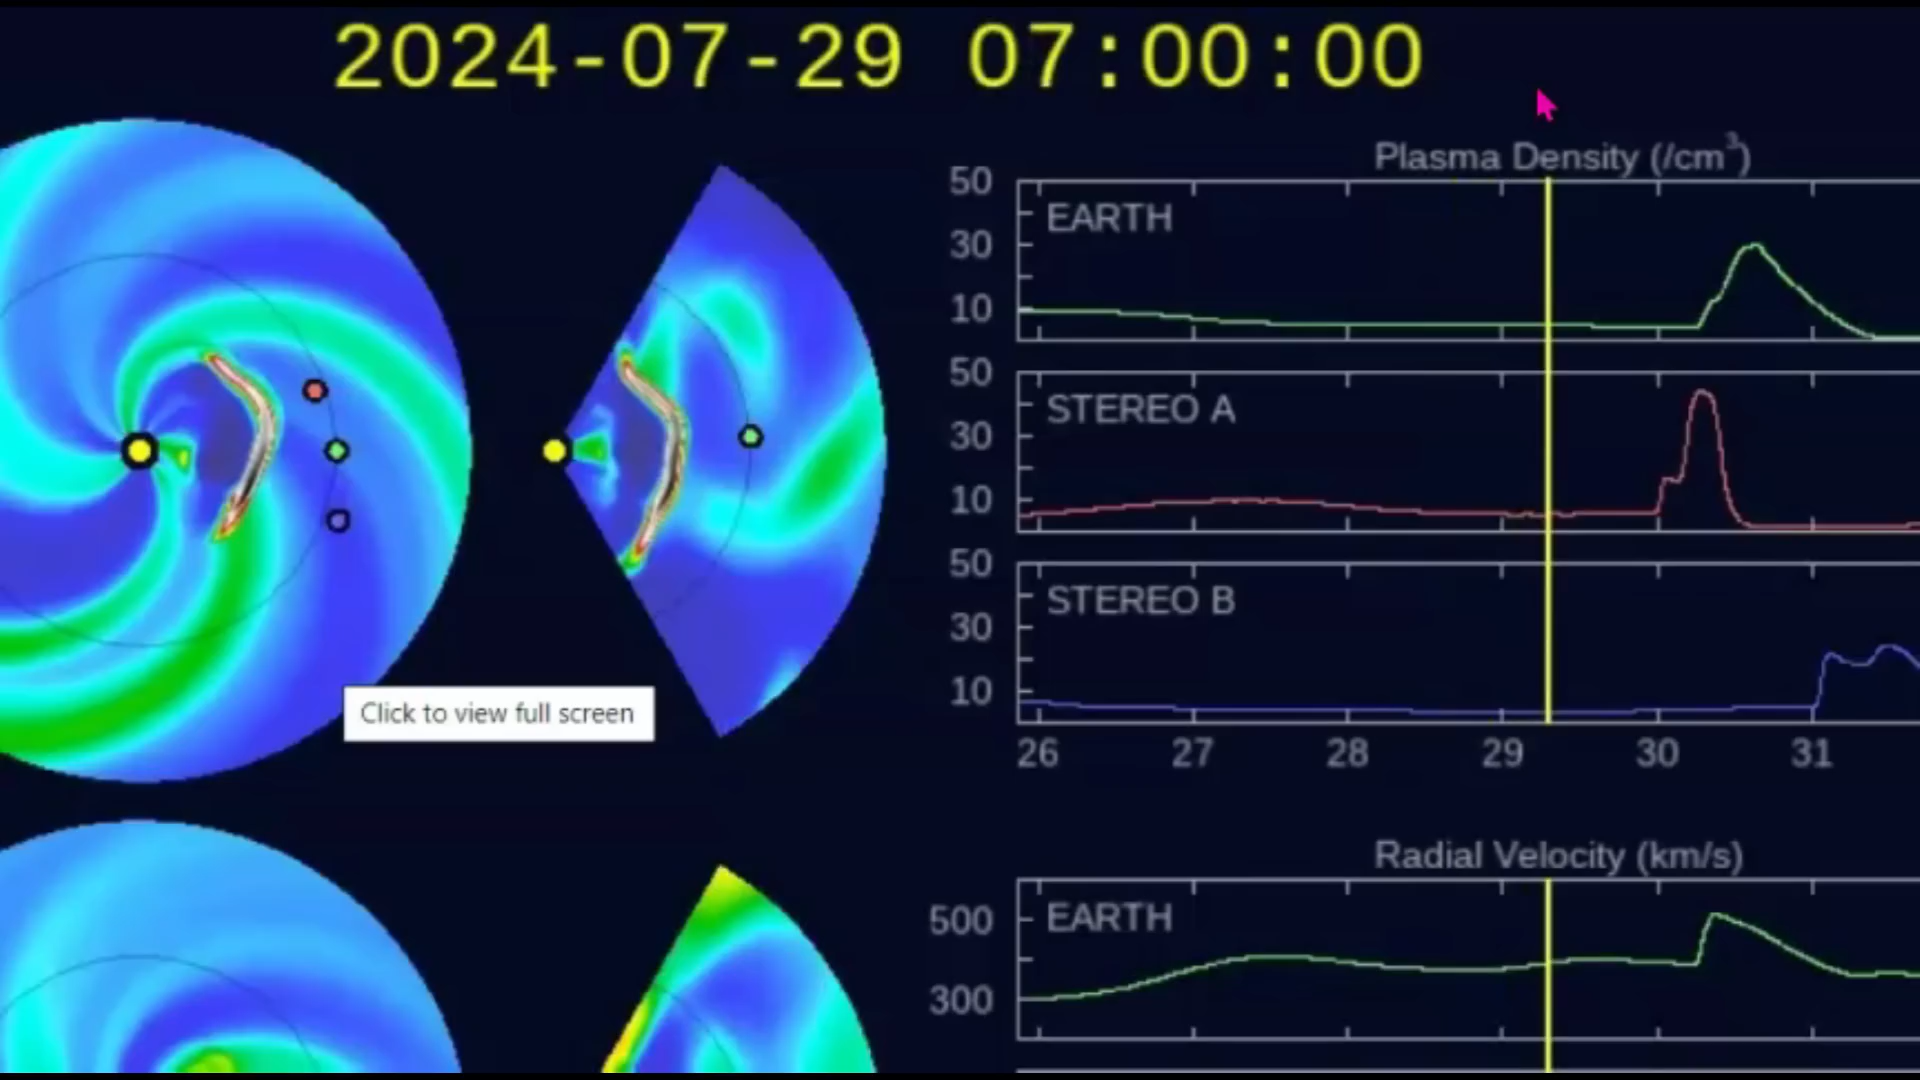 2024-07-29 07:00:00
Plasma Density (/cm³)
50
EARTH
30
10
50
STEREO A
30
10
50
STEREO B
30
10
26 27 28 29 30 31
Click to view full screen
Radial Velocity (km/s)
500
EARTH
300